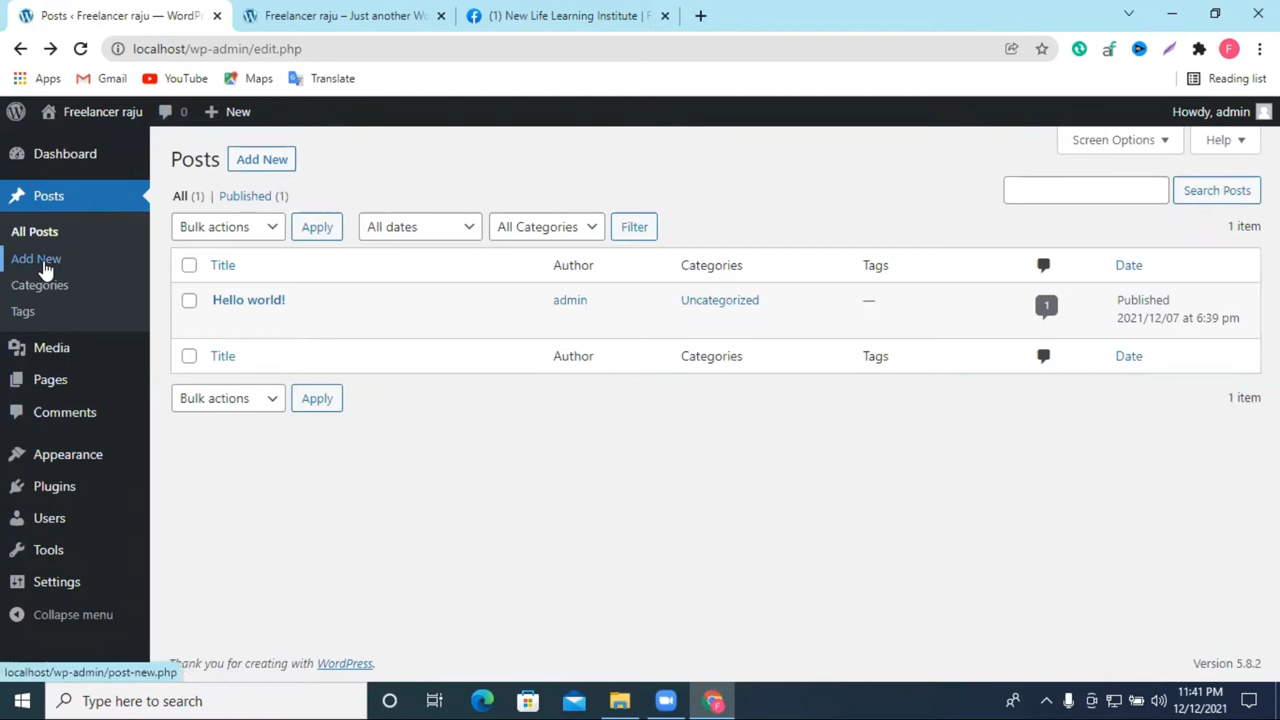 Posts ‹ Freelancer raju — WordPre
Freelancer raju – Just another Wo
(1) New Life Learning Institute | F
localhost/wp-admin/edit.php
Apps
Gmail
YouTube
Maps
Translate
Reading list
Freelancer raju
0
New
Howdy, admin
Dashboard
Posts
All Posts
Add New
Categories
Tags
Media
Pages
Comments
Appearance
Plugins
Users
Tools
Settings
Collapse menu
Posts
Add New
Screen Options
Help
All (1) | Published (1)
Search Posts
Bulk actions
Apply
All dates
All Categories
Filter
1 item
Title Author Categories Tags Date
Hello world! admin Uncategorized — 1 Published
2021/12/07 at 6:39 pm
Title Author Categories Tags Date
Bulk actions
Apply
1 item
Thank you for creating with WordPress.
Version 5.8.2
localhost/wp-admin/post-new.php
Type here to search
11:41 PM
12/12/2021